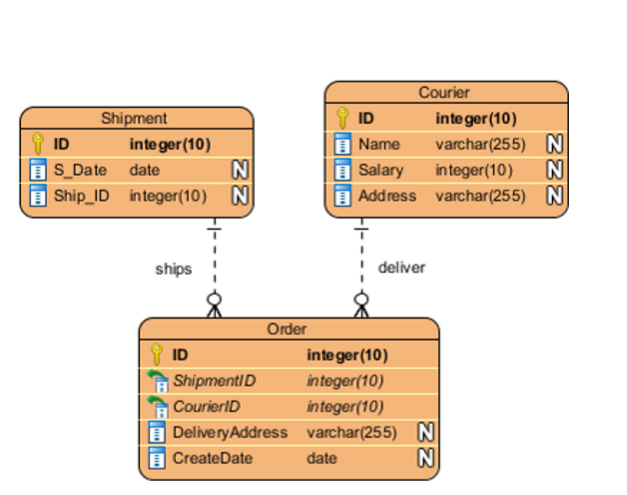 Shipment
ID integer(10)
S_Date date N
Ship_ID integer(10) N
Courier
ID integer(10)
Name varchar(255) N
Salary integer(10) N
Address varchar(255) N
ships
deliver
Order
ID integer(10)
ShipmentID integer(10)
CourierID integer(10)
DeliveryAddress varchar(255) N
CreateDate date N